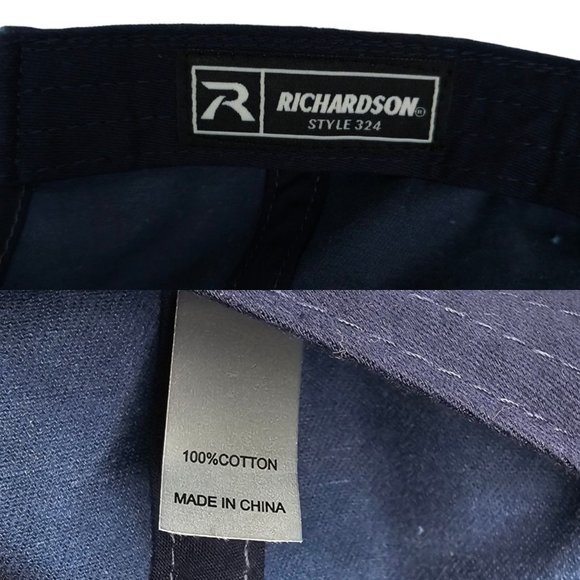 R RICHARDSON®
STYLE 324
100%COTTON
MADE IN CHINA